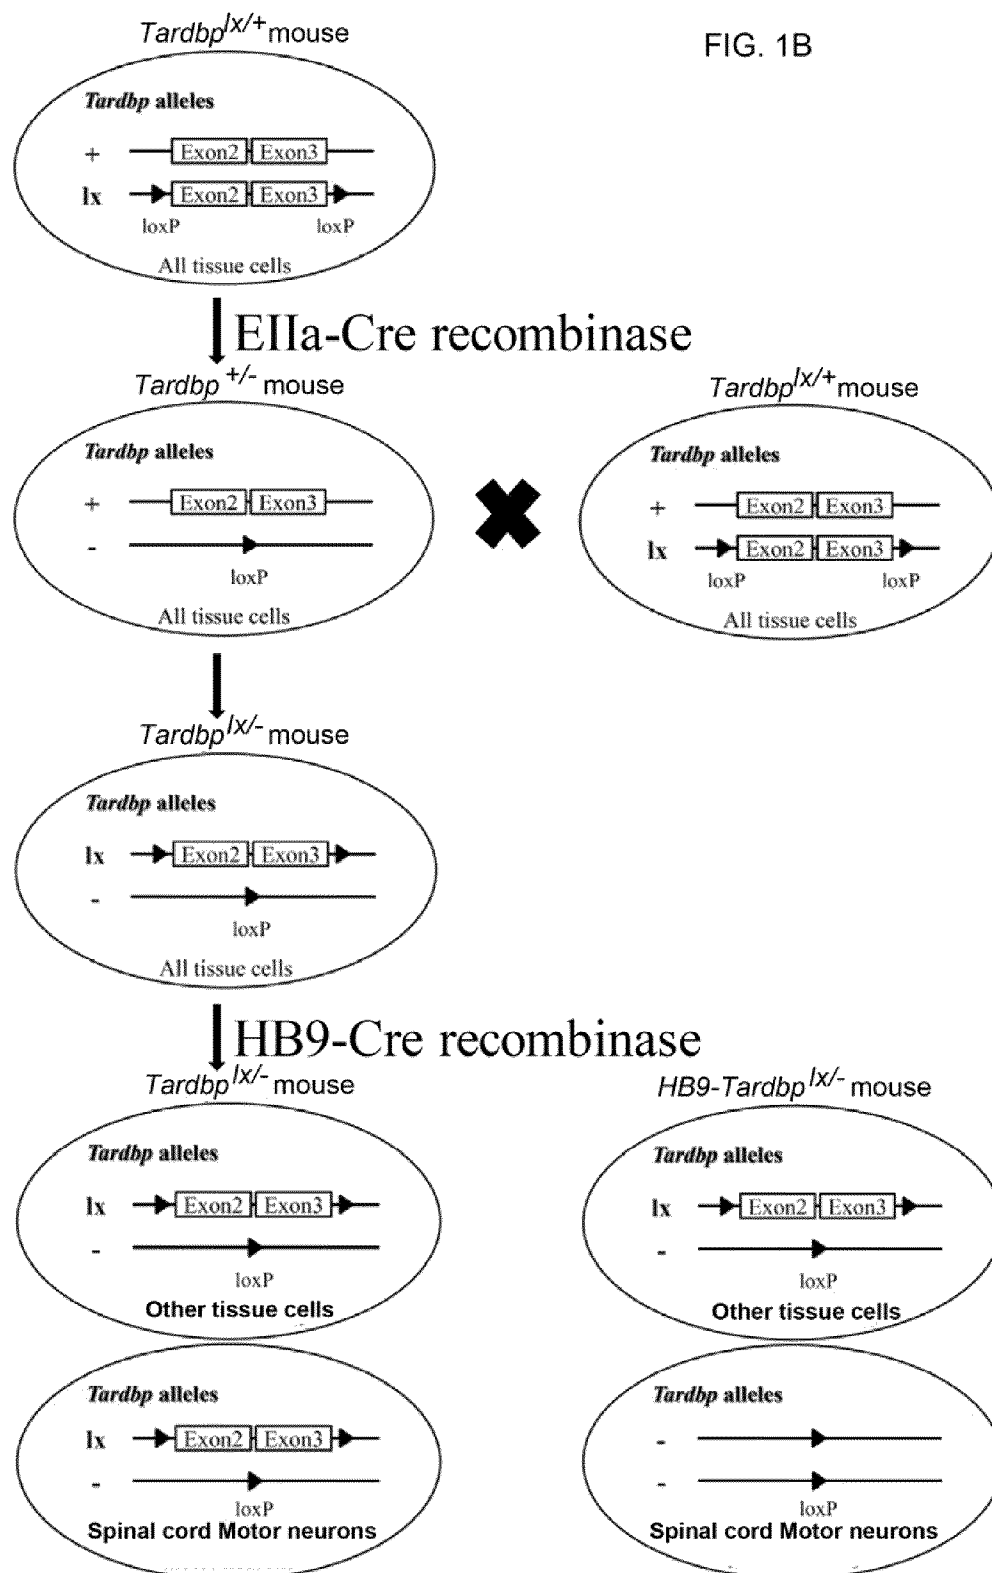 Tardbp lx/+ mouse
FIG. 1B
Tardbp alleles
+ Exon2 Exon3
lx Exon2 Exon3
loxP loxP
All tissue cells
EIIa-Cre recombinase
Tardbp +/- mouse
Tardbp alleles
+ Exon2 Exon3
-
loxP
All tissue cells
Tardbp lx/+ mouse
Tardbp alleles
+ Exon2 Exon3
lx Exon2 Exon3
loxP loxP
All tissue cells
Tardbp lx/- mouse
Tardbp alleles
lx Exon2 Exon3
-
loxP
All tissue cells
HB9-Cre recombinase
Tardbp lx/- mouse
Tardbp alleles
lx Exon2 Exon3
-
loxP
Other tissue cells
Tardbp alleles
lx Exon2 Exon3
-
loxP
Spinal cord Motor neurons
HB9-Tardbp lx/- mouse
Tardbp alleles
lx Exon2 Exon3
-
loxP
Other tissue cells
Tardbp alleles
-
-
loxP
Spinal cord Motor neurons